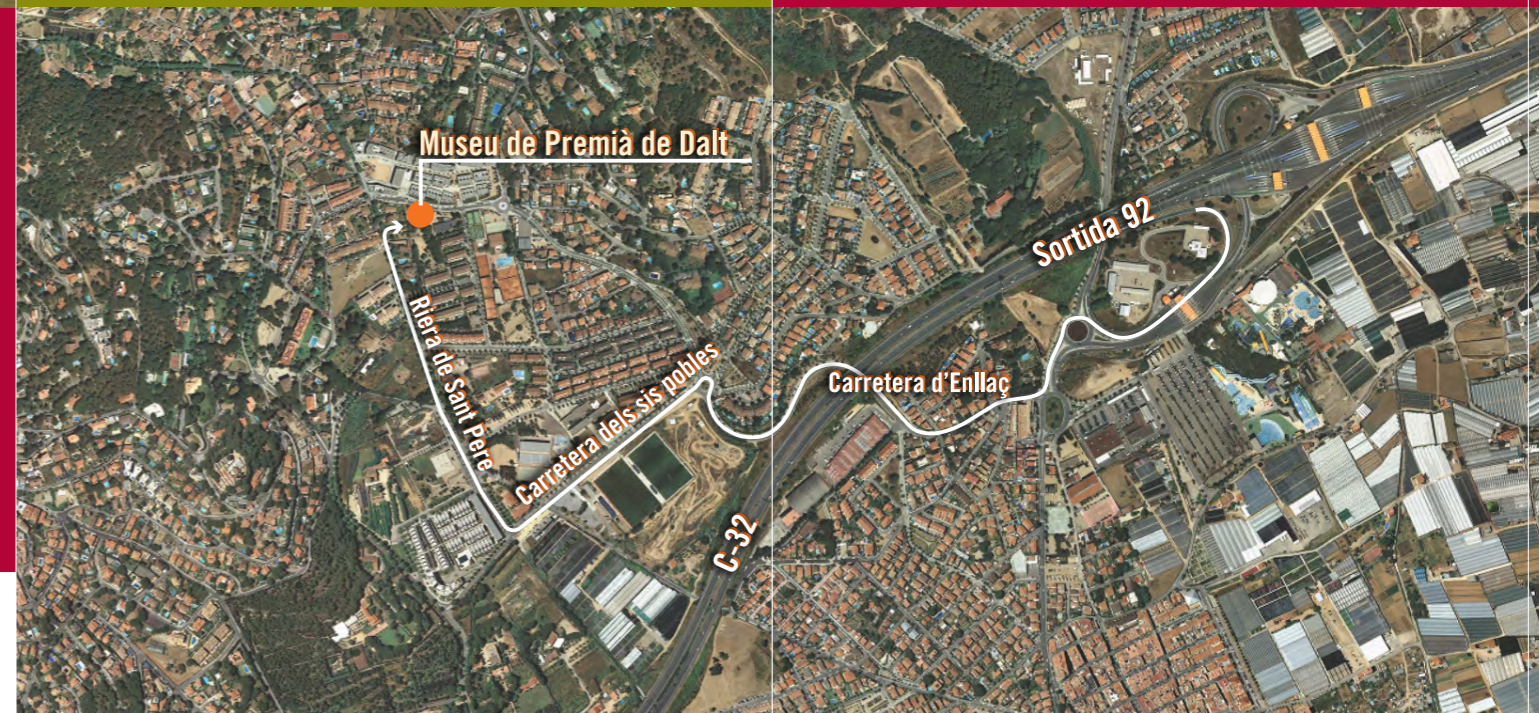 Museu de Premià de Dalt
Sortida 92
Riera de Sant Pere
Carretera dels sis pobles
Carretera d'Enllaç
C-32